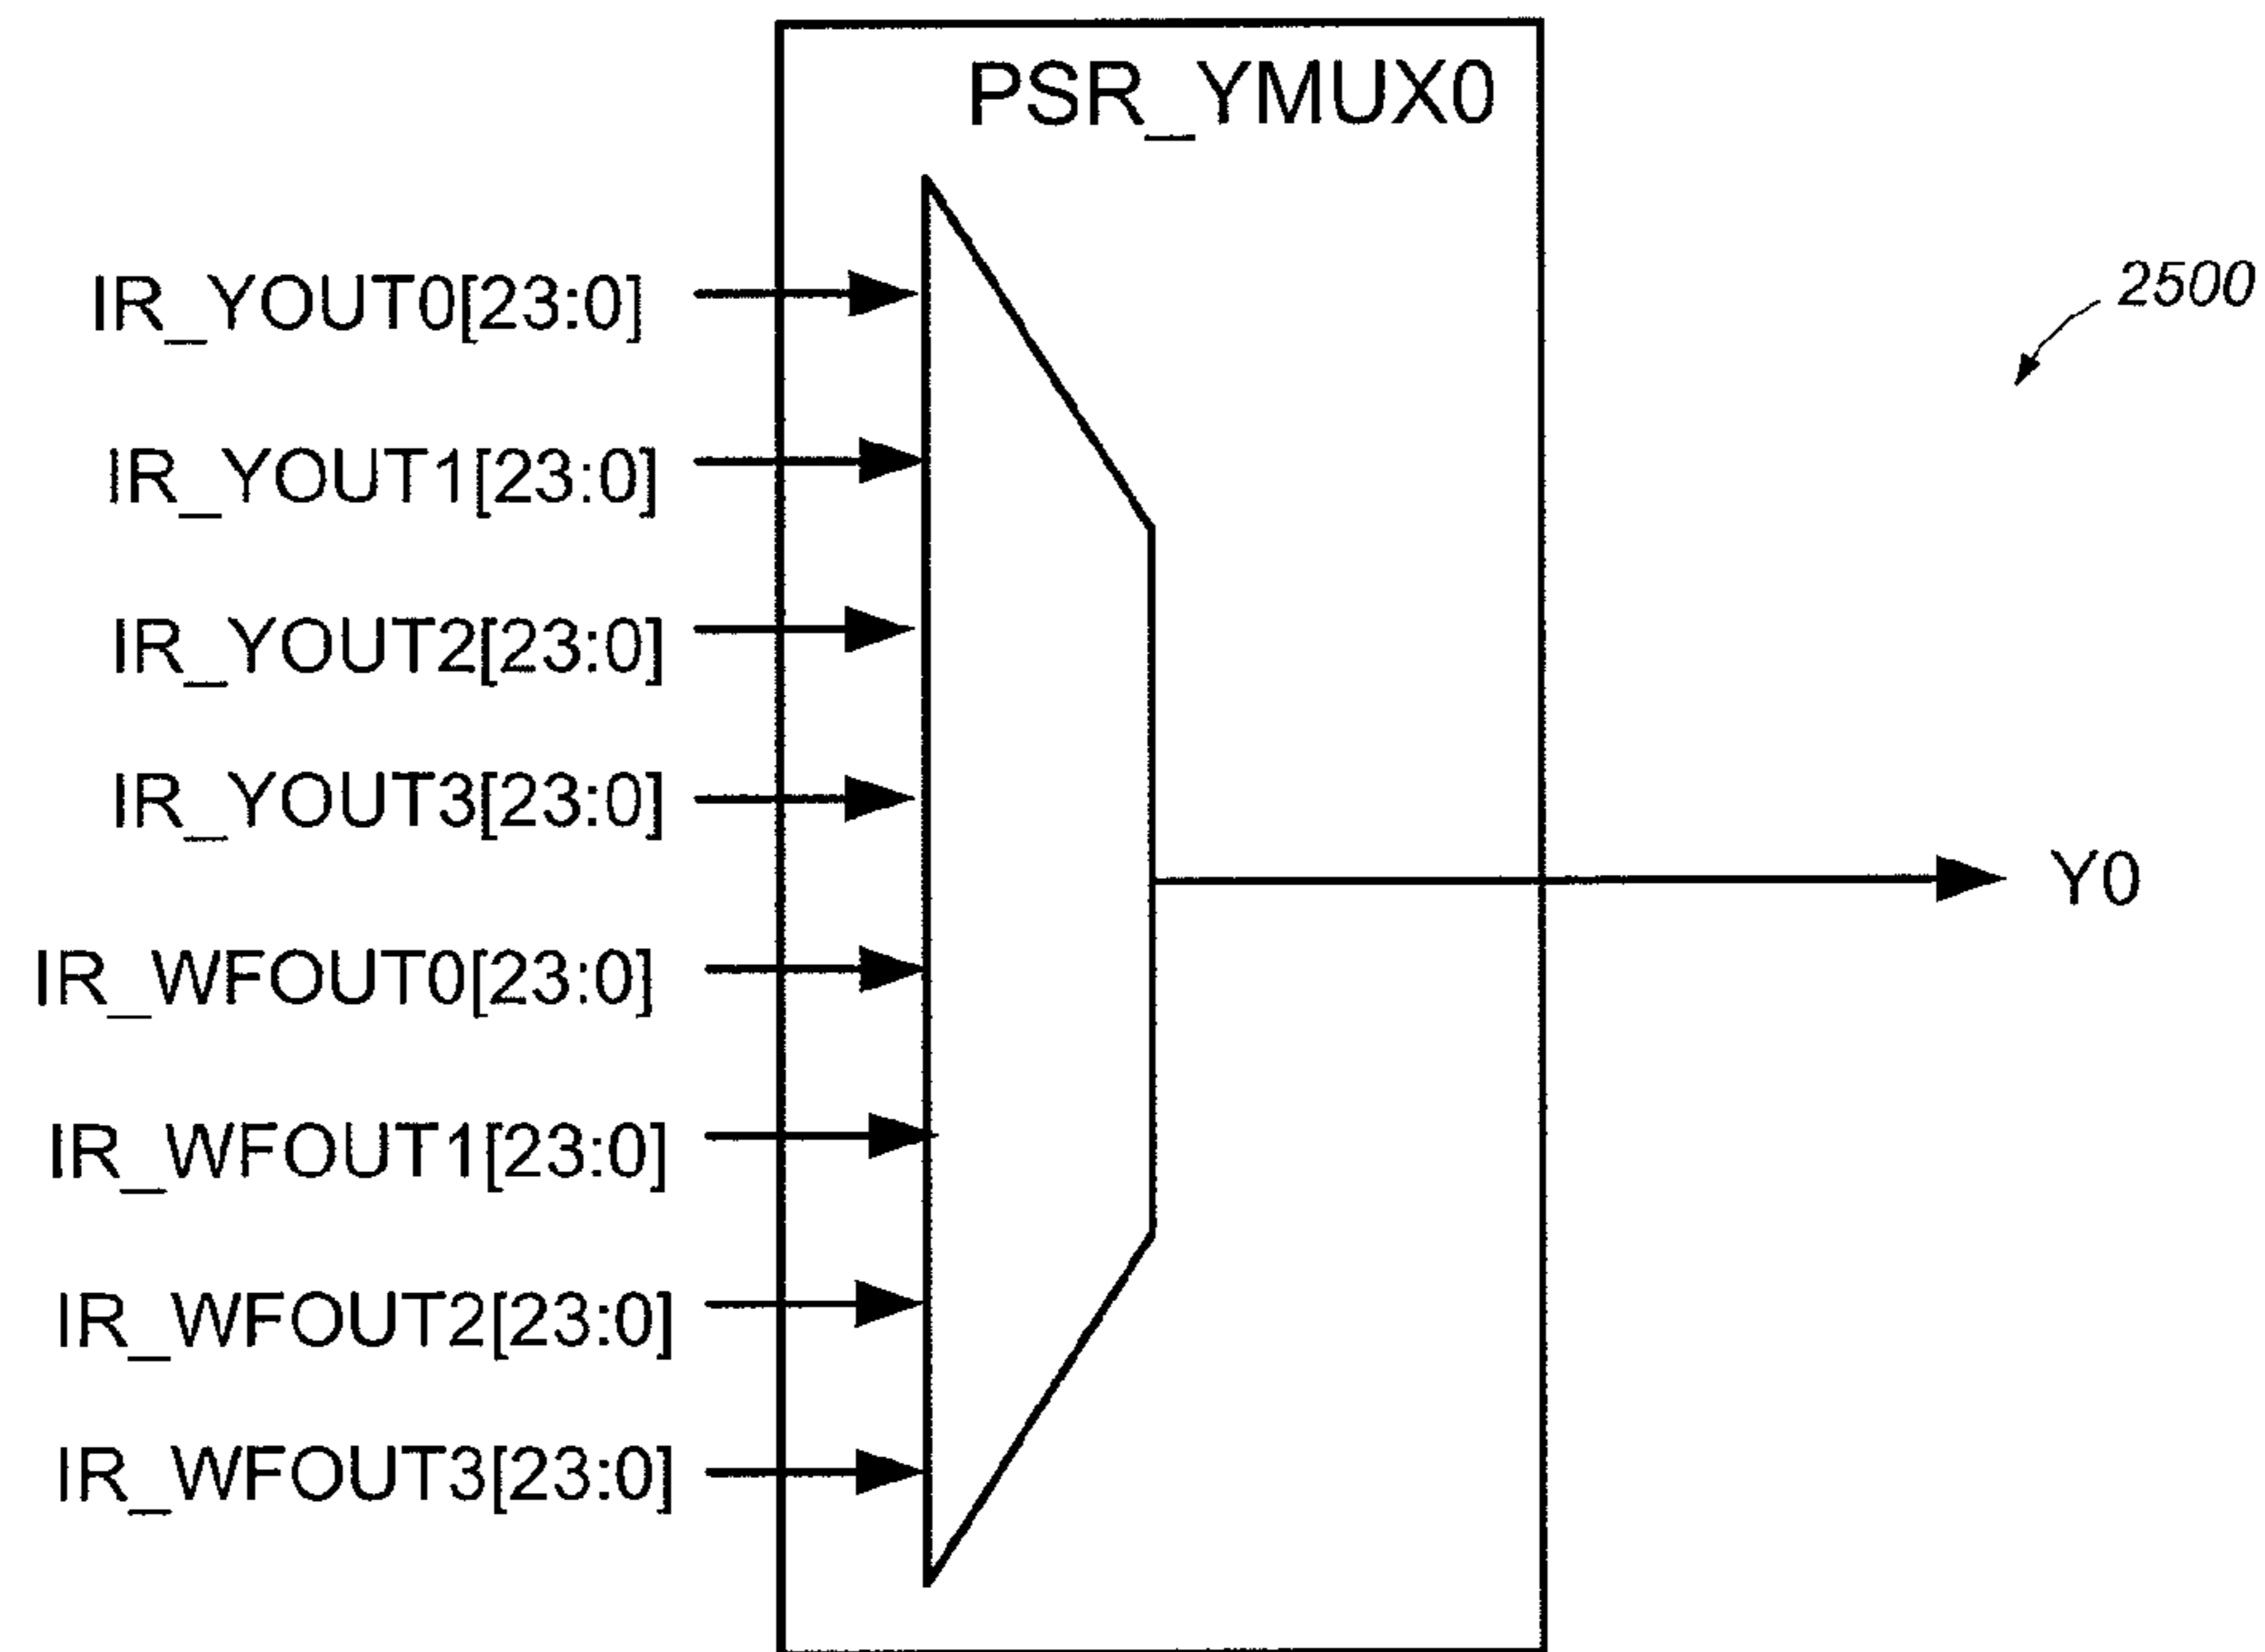 PSR_YMUX0
IR_YOUT0[23:0]
2500
IR_YOUT1[23:0]
IR_YOUT2[23:0]
IR_YOUT3[23:0]
Y0
IR_WFOUT0[23:0]
IR_WFOUT1[23:0]
IR_WFOUT2[23:0]
IR_WFOUT3[23:0]